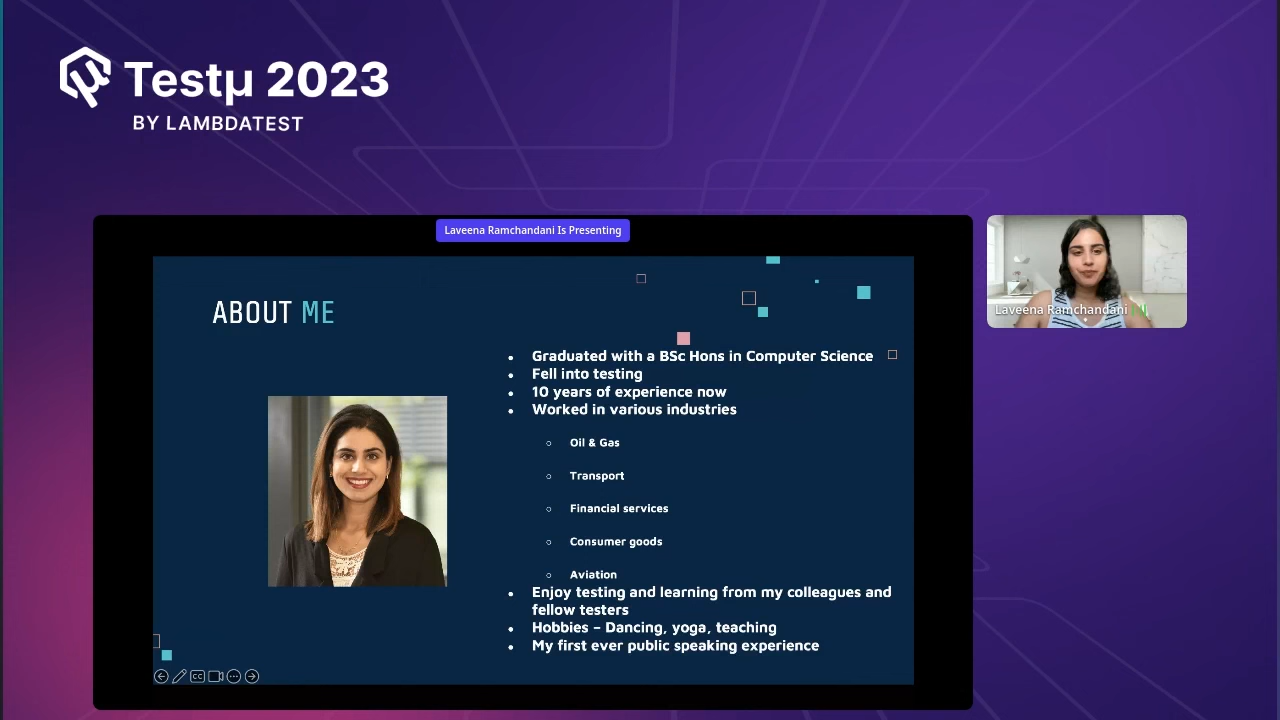 Testμ 2023
BY LAMBDATEST
Laveena Ramchandani Is Presenting
Laveena Ramchandani
ABOUT ME
• Graduated with a BSc Hons in Computer Science
• Fell into testing
• 10 years of experience now
• Worked in various industries
○ Oil & Gas
○ Transport
○ Financial services
○ Consumer goods
○ Aviation
• Enjoy testing and learning from my colleagues and
fellow testers
• Hobbies – Dancing, yoga, teaching
• My first ever public speaking experience
CC